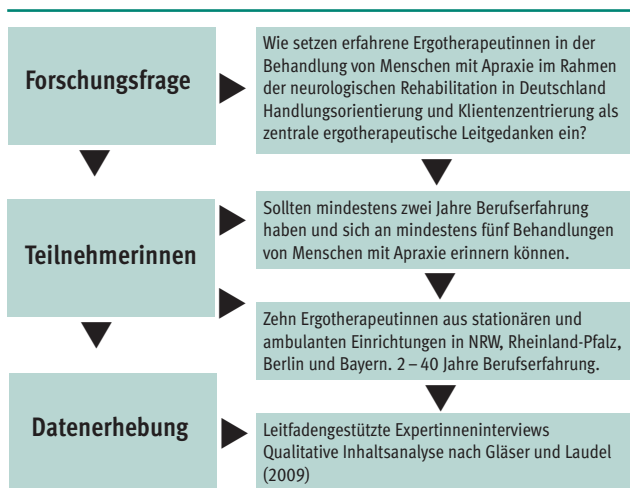 Forschungsfrage
Wie setzen erfahrene Ergotherapeutinnen in der
Behandlung von Menschen mit Apraxie im Rahmen
der neurologischen Rehabilitation in Deutschland
Handlungsorientierung und Klientenzentrierung als
zentrale ergotherapeutische Leitgedanken ein?
Teilnehmerinnen
Sollten mindestens zwei Jahre Berufserfahrung
haben und sich an mindestens fünf Behandlungen
von Menschen mit Apraxie erinnern können.
Zehn Ergotherapeutinnen aus stationären und
ambulanten Einrichtungen in NRW, Rheinland-Pfalz,
Berlin und Bayern. 2 – 40 Jahre Berufserfahrung.
Datenerhebung
Leitfadengestützte Expertinneninterviews
Qualitative Inhaltsanalyse nach Gläser und Laudel
(2009)